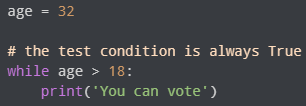 age = 32
# the test condition is always True
while age > 18:
print('You can vote')